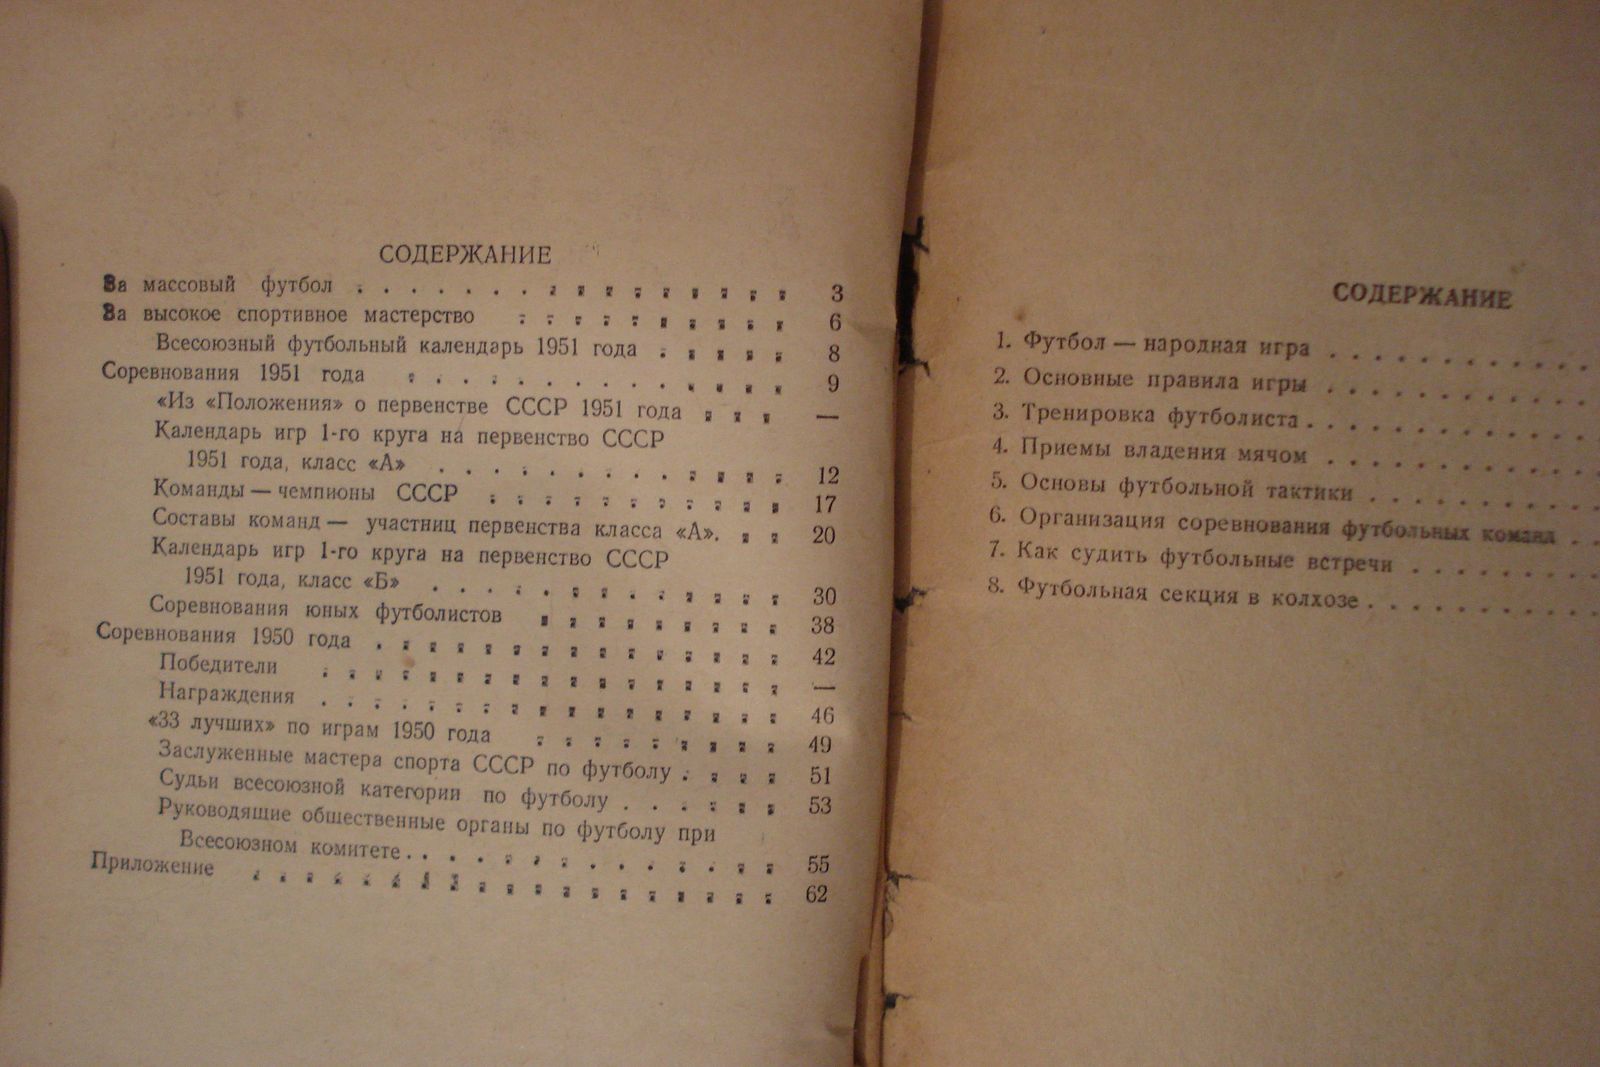 СОДЕРЖАНИЕ
За массовый футбол . . . . . . . . . . . . . . . . 3
За высокое спортивное мастерство . . . . . . . . . . 6
Всесоюзный футбольный календарь 1951 года . . . . . 8
Соревнования 1951 года . . . . . . . . . . . . . . 9
«Из «Положения» о первенстве СССР 1951 года . . . —
Календарь игр 1-го круга на первенство СССР
1951 года, класс «А» . . . . . . . . . . . . . 12
Команды — чемпионы СССР . . . . . . . . . . . 17
Составы команд — участниц первенства класса «А». . . 20
Календарь игр 1-го круга на первенство СССР
1951 года, класс «Б» . . . . . . . . . . . . . 30
Соревнования юных футболистов . . . . . . . . . 38
Соревнования 1950 года . . . . . . . . . . . . . . . 42
Победители . . . . . . . . . . . . . . . . . —
Награждения . . . . . . . . . . . . . . . . . 46
«33 лучших» по играм 1950 года . . . . . . . . . 49
Заслуженные мастера спорта СССР по футболу . . . . 51
Судьи всесоюзной категории по футболу . . . . . . 53
Руководящие общественные органы по футболу при
Всесоюзном комитете . . . . . . . . . . . . . . 55
Приложение . . . . . . . . . . . . . . . . . . . 62
СОДЕРЖАНИЕ
1. Футбол — народная игра . . . . . . . . . .
2. Основные правила игры . . . . . . . . . .
3. Тренировка футболиста . . . . . . . . . . .
4. Приемы владения мячом . . . . . . . . . .
5. Основы футбольной тактики . . . . . . . .
6. Организация соревнования футбольных команд . .
7. Как судить футбольные встречи . . . . . . .
8. Футбольная секция в колхозе . . . . . . . . .